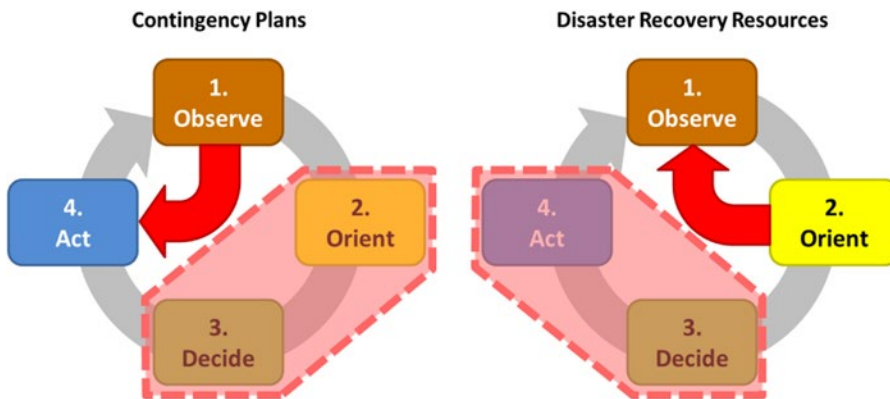 Contingency Plans
1.
Observe
2.
Orient
3.
Decide
4.
Act
Disaster Recovery Resources
1.
Observe
2.
Orient
3.
Decide
4.
Act